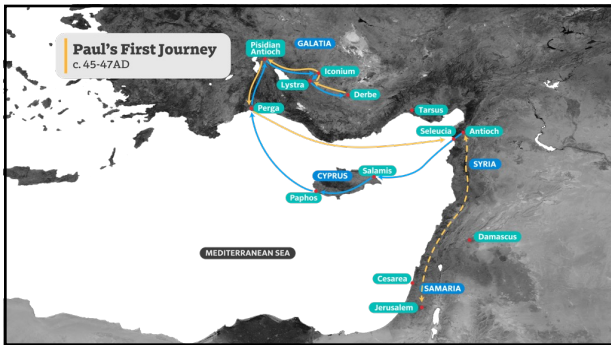 Paul's First Journey
c. 45-47AD
Pisidian
Antioch
GALATIA
Iconium
Lystra
Derbe
Perga
Tarsus
Seleucia
Antioch
SYRIA
CYPRUS
Salamis
Paphos
Damascus
MEDITERRANEAN SEA
Cesarea
SAMARIA
Jerusalem